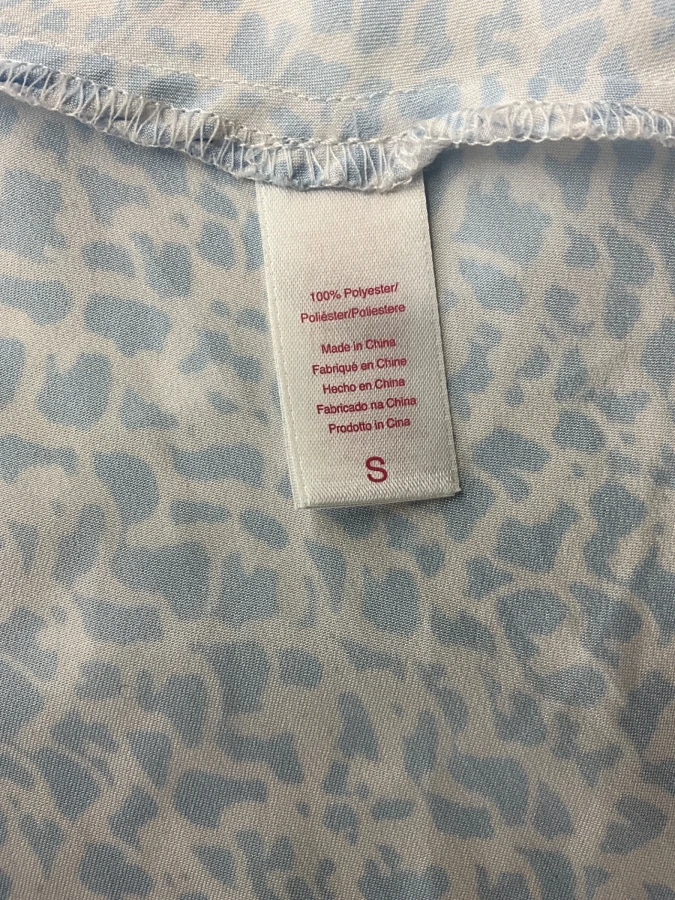 100% Polyester/
Poliéster/Poliestere
Made in China
Fabriqué en Chine
Hecho en China
Fabricado na China
Prodotto in Cina
S